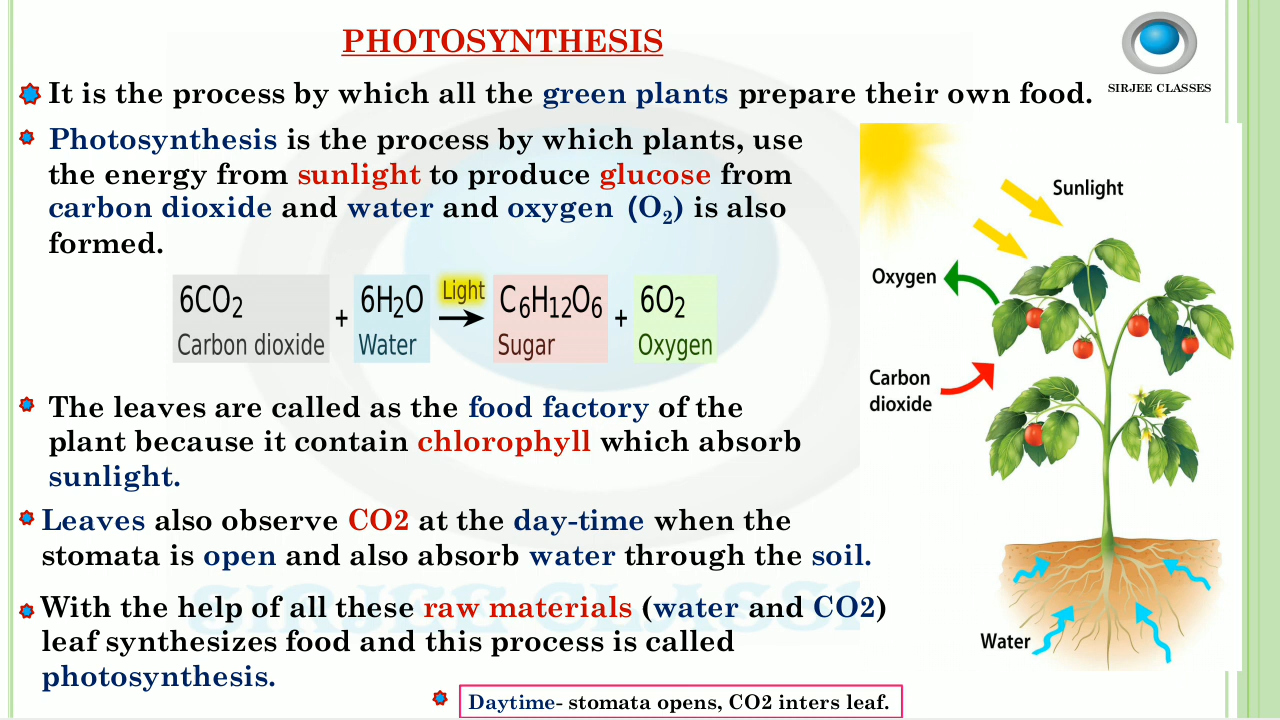 PHOTOSYNTHESIS
SIRJEE CLASSES
It is the process by which all the green plants prepare their own food.
Photosynthesis is the process by which plants, use
the energy from sunlight to produce glucose from
carbon dioxide and water and oxygen (O₂) is also
formed.
6CO₂ + 6H₂O Light → C₆H₁₂O₆ + 6O₂
Carbon dioxide Water Sugar Oxygen
The leaves are called as the food factory of the
plant because it contain chlorophyll which absorb
sunlight.
Leaves also observe CO2 at the day-time when the
stomata is open and also absorb water through the soil.
With the help of all these raw materials (water and CO2)
leaf synthesizes food and this process is called
photosynthesis.
Daytime- stomata opens, CO2 inters leaf.
Sunlight
Oxygen
Carbon
dioxide
Water
SIRJEE CLASSES